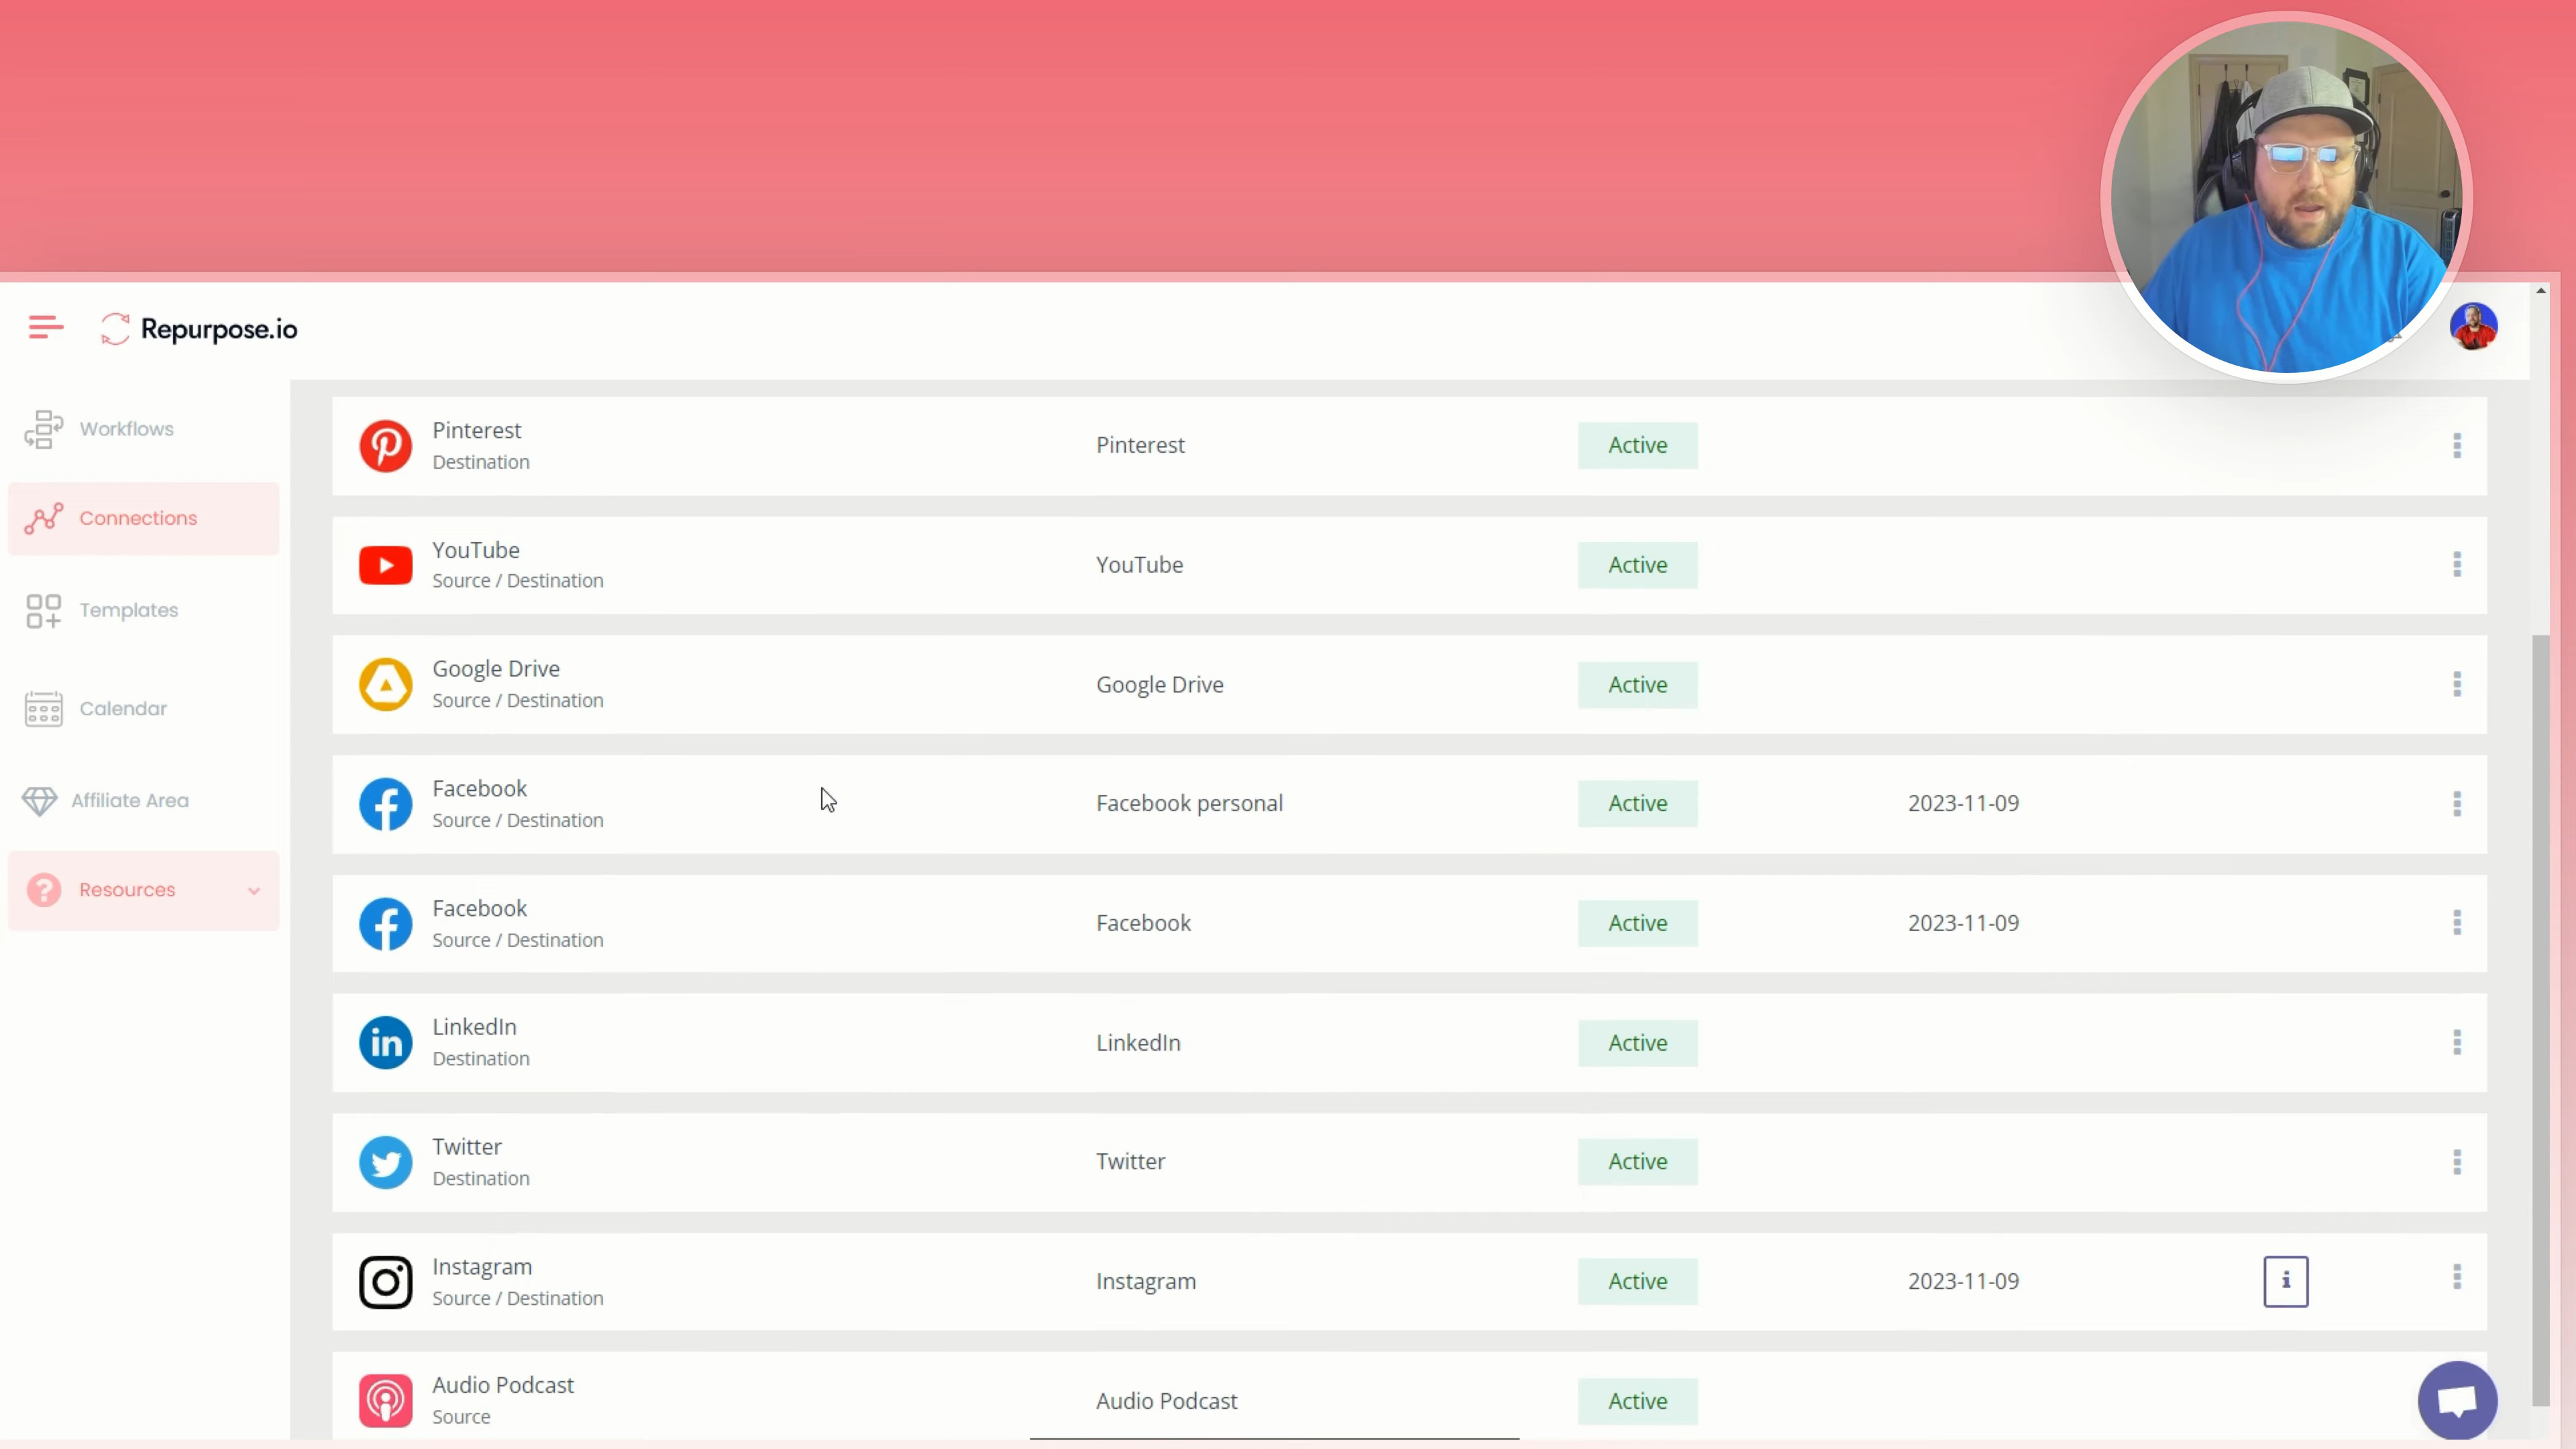 Repurpose.io
Workflows
Connections
Templates
Calendar
Affiliate Area
Resources
Pinterest
Destination
Pinterest
Active
YouTube
Source / Destination
YouTube
Active
Google Drive
Source / Destination
Google Drive
Active
Facebook
Source / Destination
Facebook personal
Active
2023-11-09
Facebook
Source / Destination
Facebook
Active
2023-11-09
LinkedIn
Destination
LinkedIn
Active
Twitter
Destination
Twitter
Active
Instagram
Source / Destination
Instagram
Active
2023-11-09
i
Audio Podcast
Source
Audio Podcast
Active